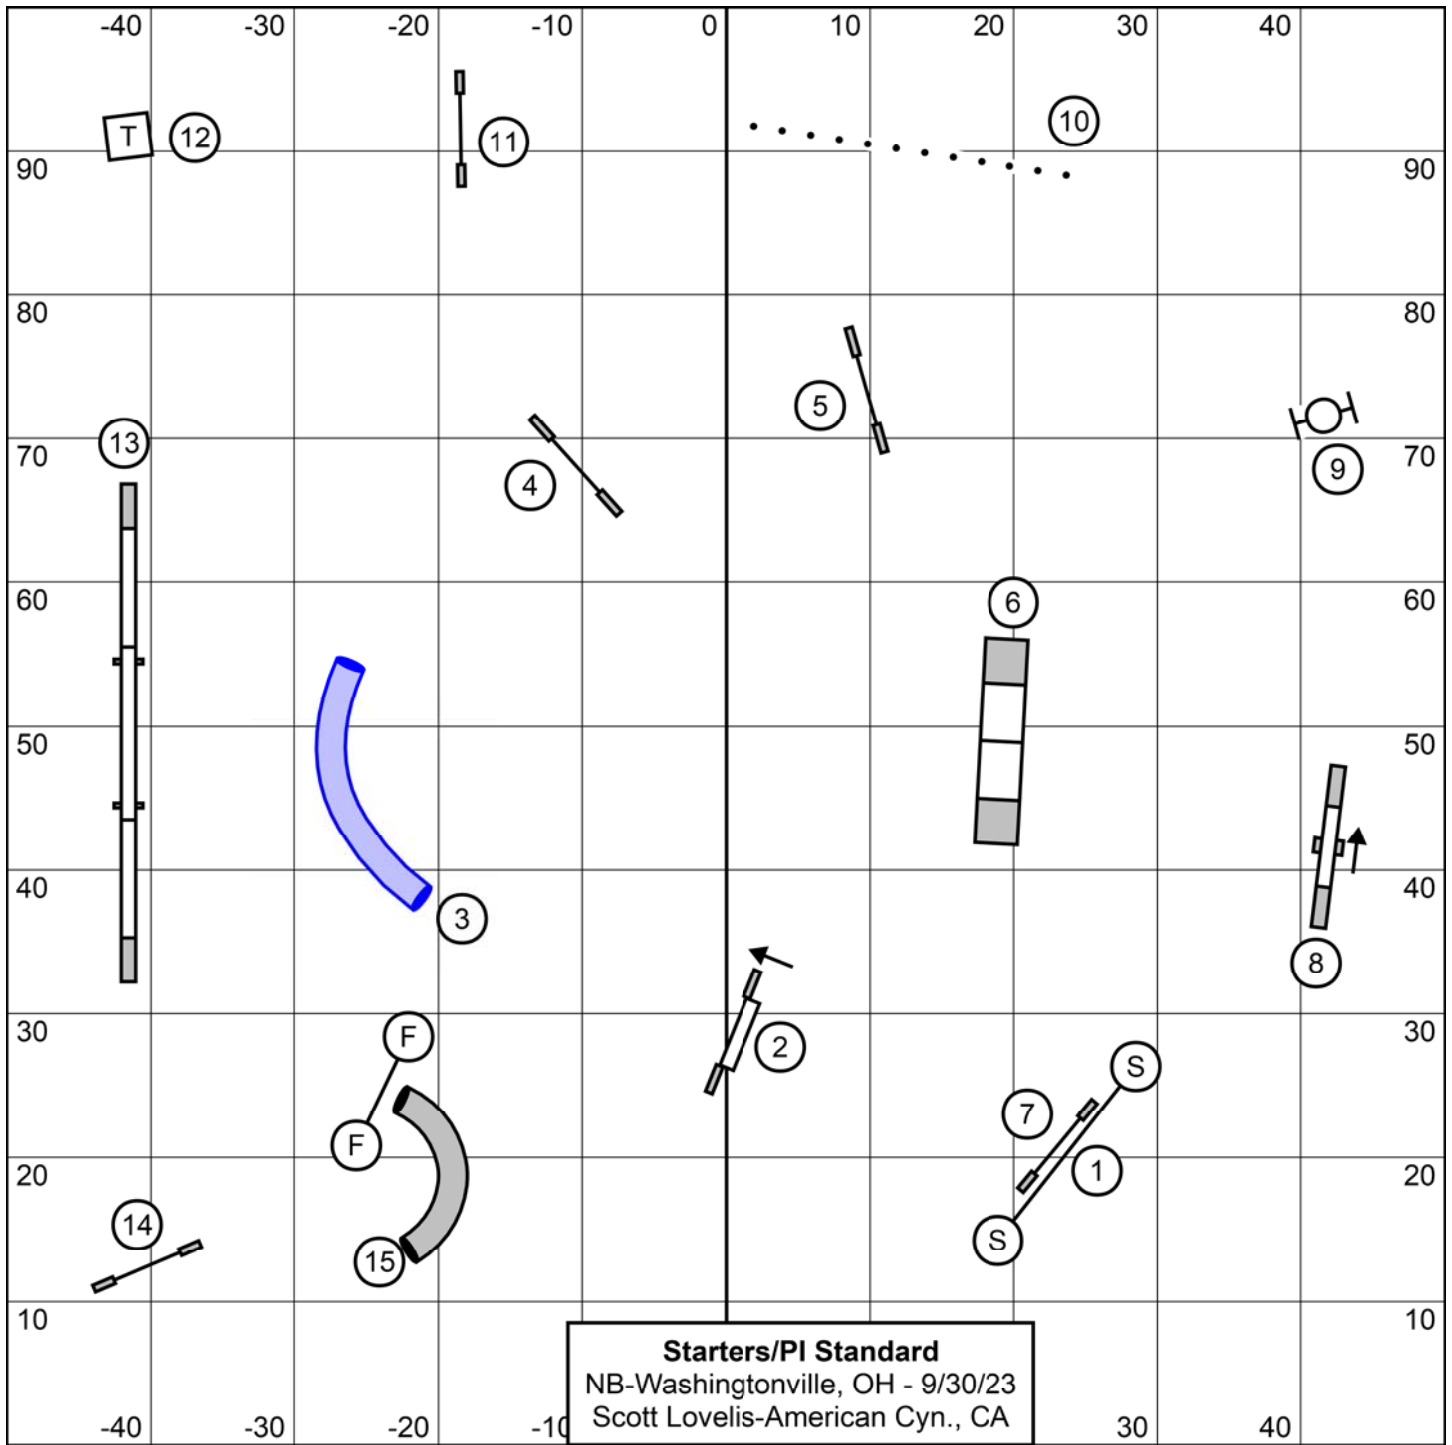 -40 -30 -20 -10 0 10 20 30 40
T 12 11 10
90 90
80 80
5
13 70 4 70 9
6
60 60
50 50
40 40
3
8
F 30 2 30
S
7
F
20 1 20
14
15 S
10 10
Starters/PI Standard
NB-Washingtonville, OH - 9/30/23
Scott Lovelis-American Cyn., CA
-40 -30 -20 -10 30 40